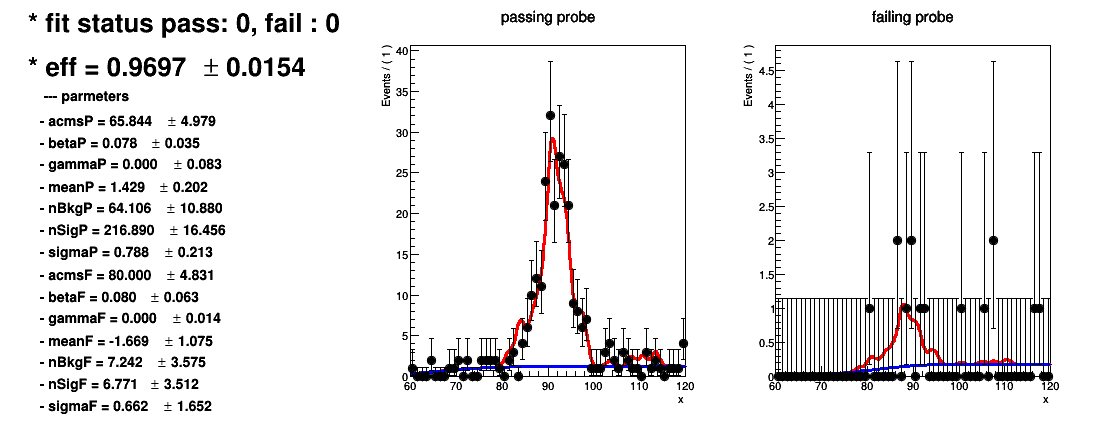 * fit status pass: 0, fail : 0
* eff = 0.9697 ± 0.0154
--- parmeters
- acmsP = 65.844 ± 4.979
- betaP = 0.078 ± 0.035
- gammaP = 0.000 ± 0.083
- meanP = 1.429 ± 0.202
- nBkgP = 64.106 ± 10.880
- nSigP = 216.890 ± 16.456
- sigmaP = 0.788 ± 0.213
- acmsF = 80.000 ± 4.831
- betaF = 0.080 ± 0.063
- gammaF = 0.000 ± 0.014
- meanF = -1.669 ± 1.075
- nBkgF = 7.242 ± 3.575
- nSigF = 6.771 ± 3.512
- sigmaF = 0.662 ± 1.652
passing probe
Events / ( 1 )
40
35
30
25
20
15
10
5
0
60 70 80 90 100 110 120
x
failing probe
Events / ( 1 )
4.5
4
3.5
3
2.5
2
1.5
1
0.5
0
60 70 80 90 100 110 120
x